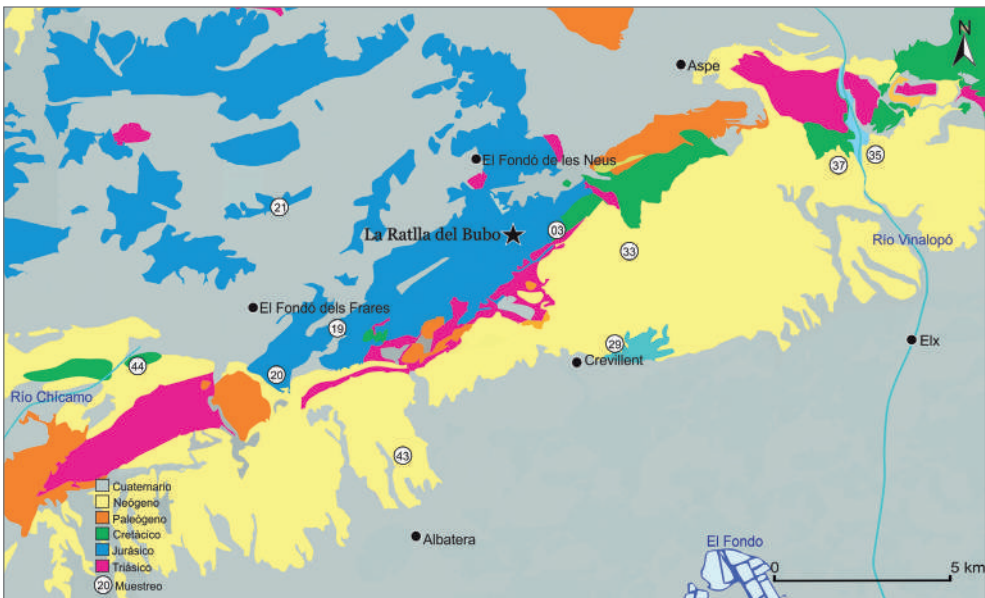 N
Aspe
35
37
El Fondó de les Neus
21
La Ratlla del Bubo
03
33
Río Vinalopó
El Fondó dels Frares
19
29
Elx
Crevillent
44
20
Río Chícamo
43
Cuaternario
Neógeno
Paleógeno
Cretácico
Jurásico
Triásico
20 Muestreo
Albatera
El Fondo
0 5 km